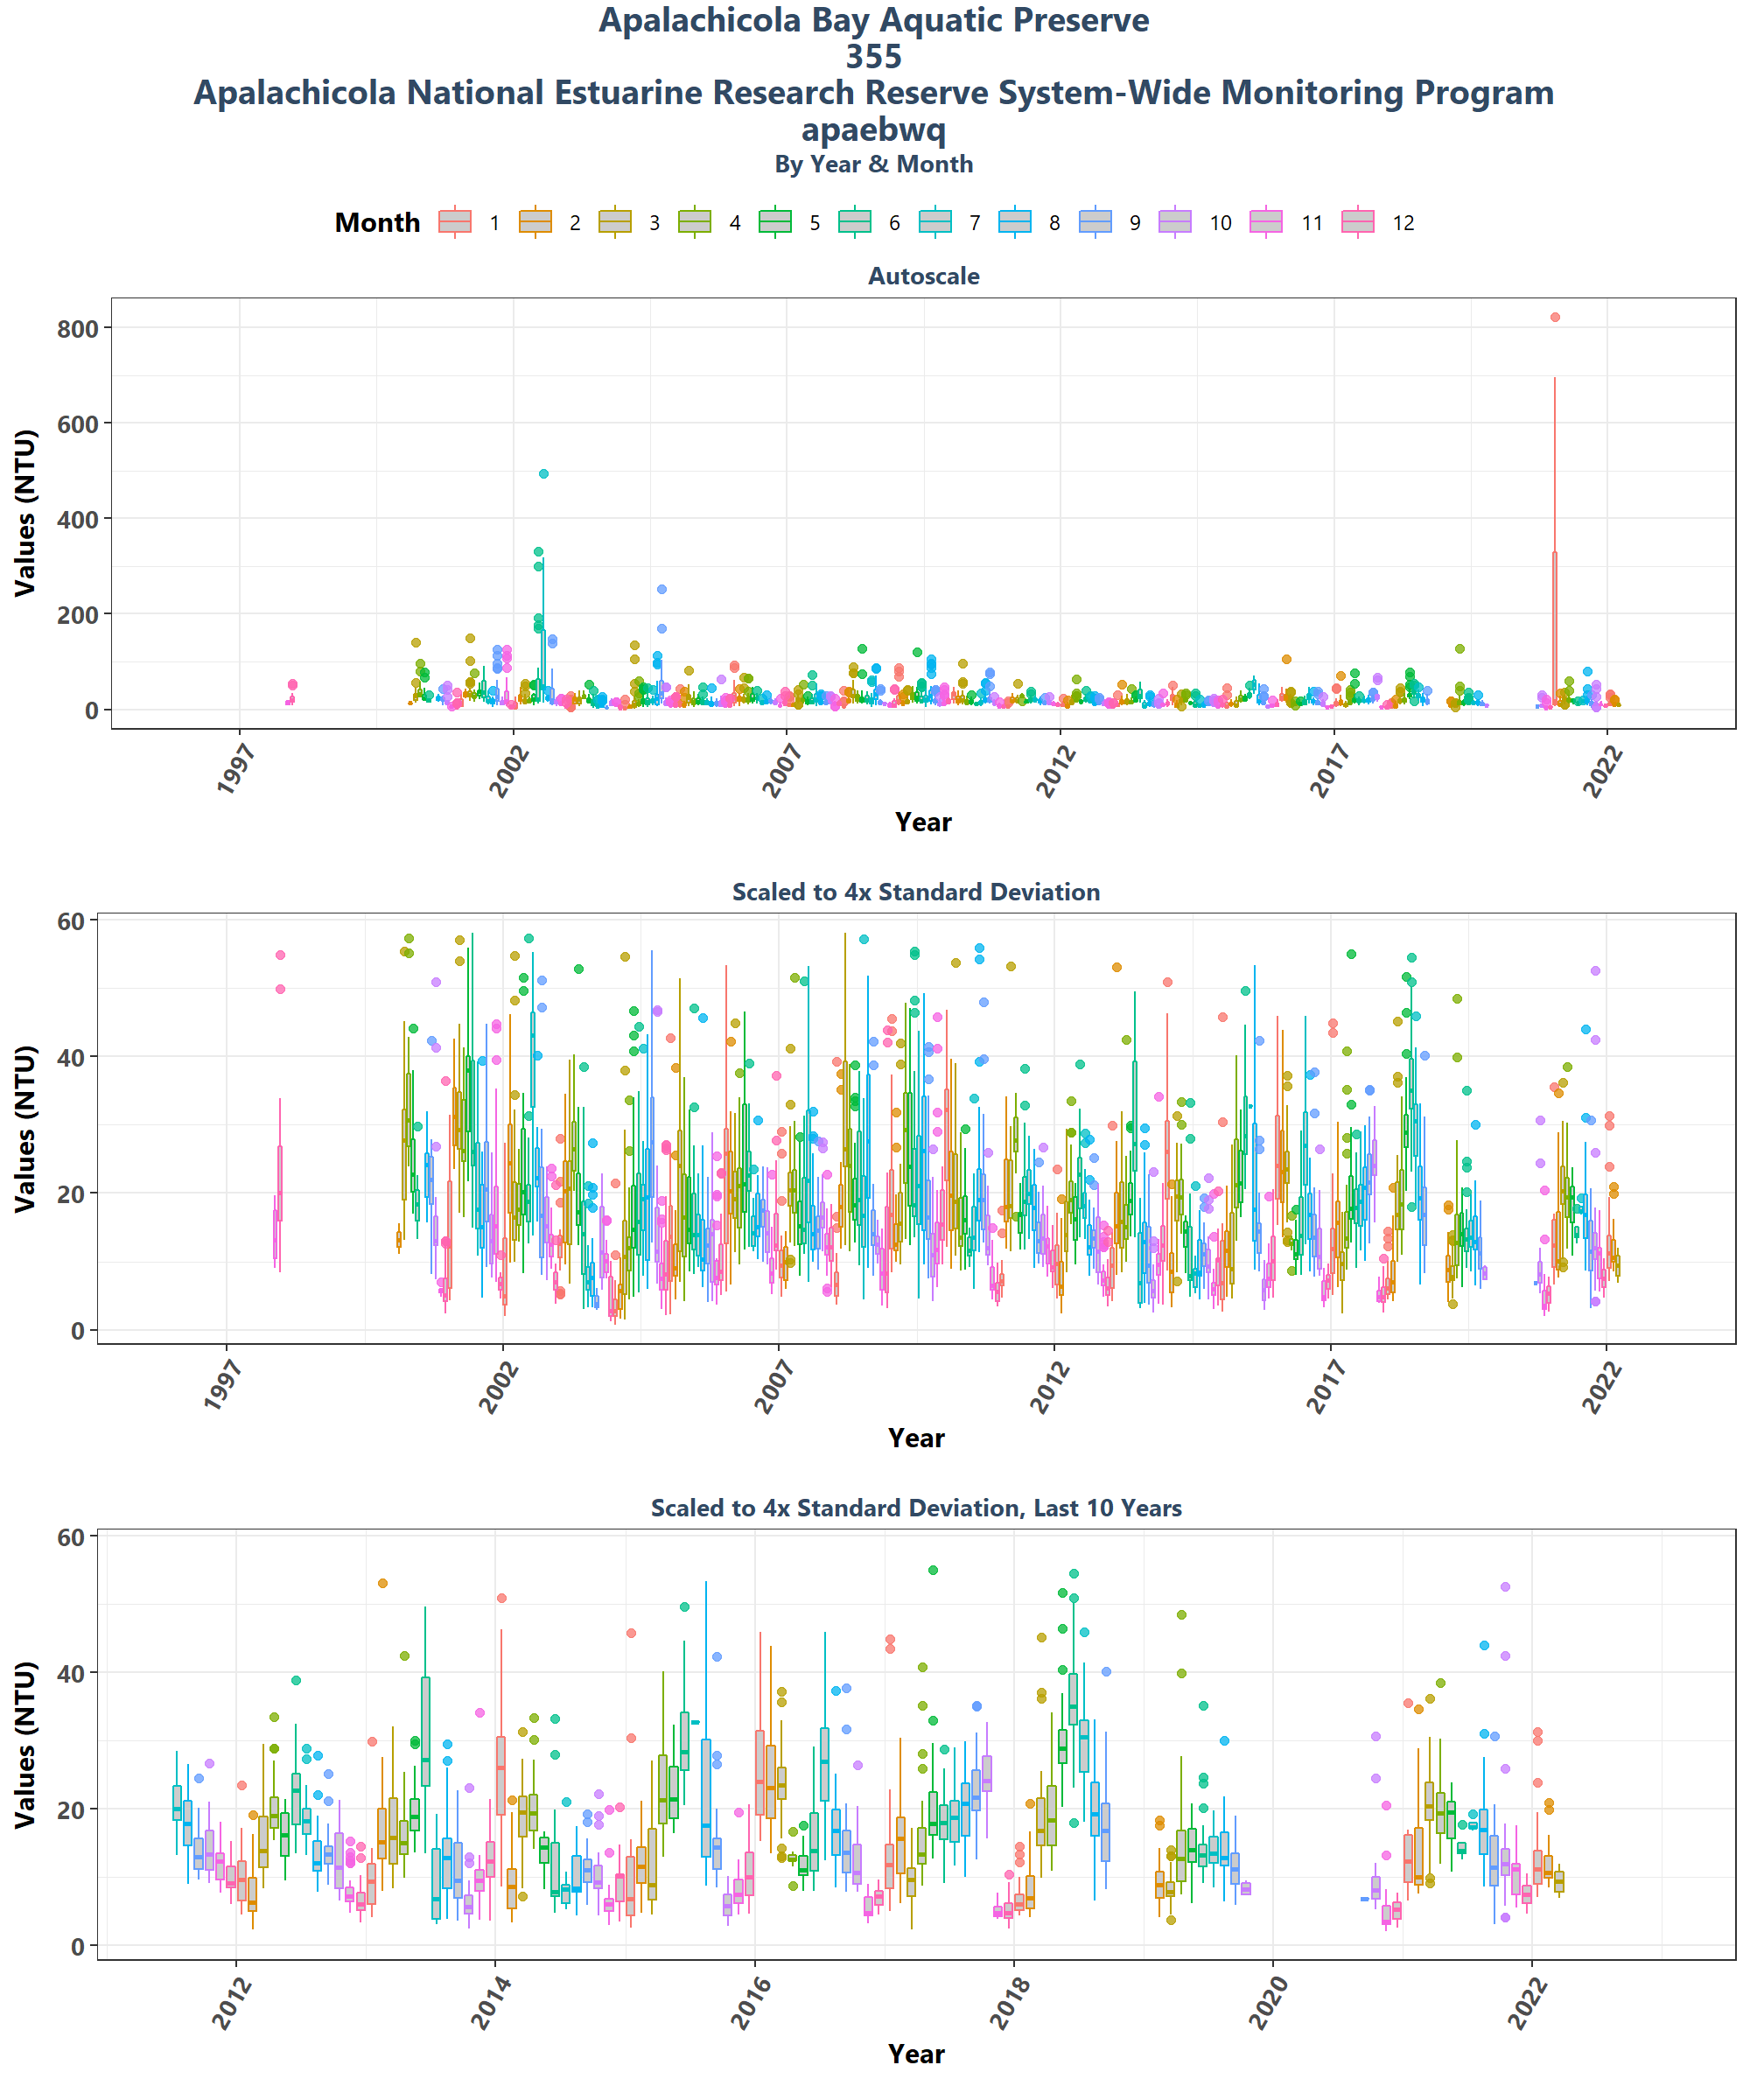 Apalachicola Bay Aquatic Preserve
355
Apalachicola National Estuarine Research Reserve System-Wide Monitoring Program
apaebwq
By Year & Month
Month 1 2 3 4 5 6 7 8 9 10 11 12
Autoscale
Values (NTU)
800
600
400
200
0
1997 2002 2007 2012 2017 2022
Year
Scaled to 4x Standard Deviation
Values (NTU)
60
40
20
0
1997 2002 2007 2012 2017 2022
Year
Scaled to 4x Standard Deviation, Last 10 Years
Values (NTU)
60
40
20
0
2012 2014 2016 2018 2020 2022
Year